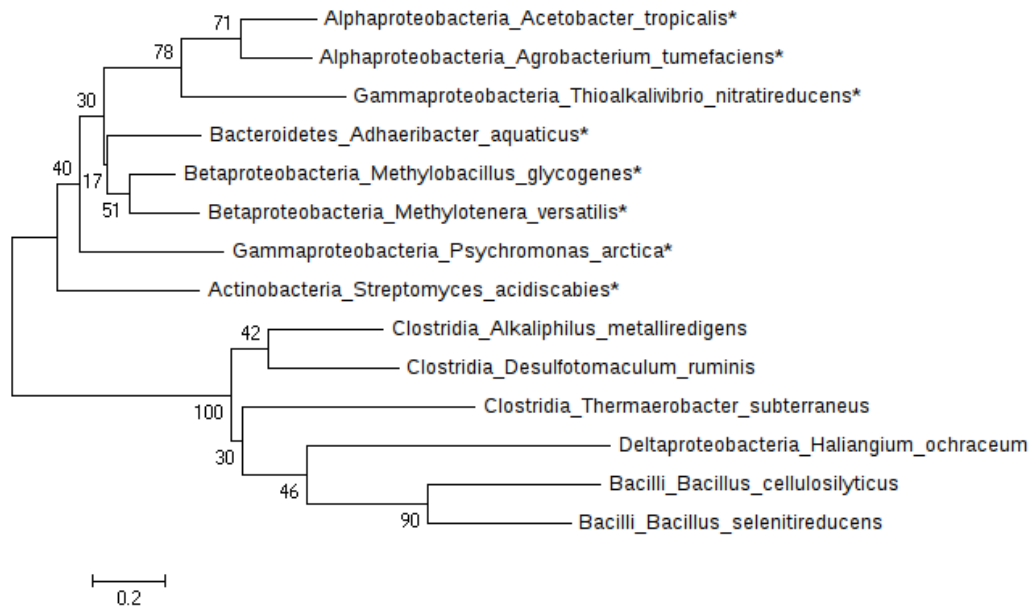 71
Alphaproteobacteria_Acetobacter_tropicalis*
78
Alphaproteobacteria_Agrobacterium_tumefaciens*
30
Gammaproteobacteria_Thioalkalivibrio_nitratireducens*
Bacteroidetes_Adhaeribacter_aquaticus*
40
17
Betaproteobacteria_Methylobacillus_glycogenes*
51
Betaproteobacteria_Methylotenera_versatilis*
Gammaproteobacteria_Psychromonas_arctica*
Actinobacteria_Streptomyces_acidiscabies*
42
Clostridia_Alkaliphilus_metalliredigens
Clostridia_Desulfotomaculum_ruminis
100
Clostridia_Thermaerobacter_subterraneus
30
Deltaproteobacteria_Haliangium_ochraceum
46
Bacilli_Bacillus_cellulosilyticus
90
Bacilli_Bacillus_selenitireducens
0.2